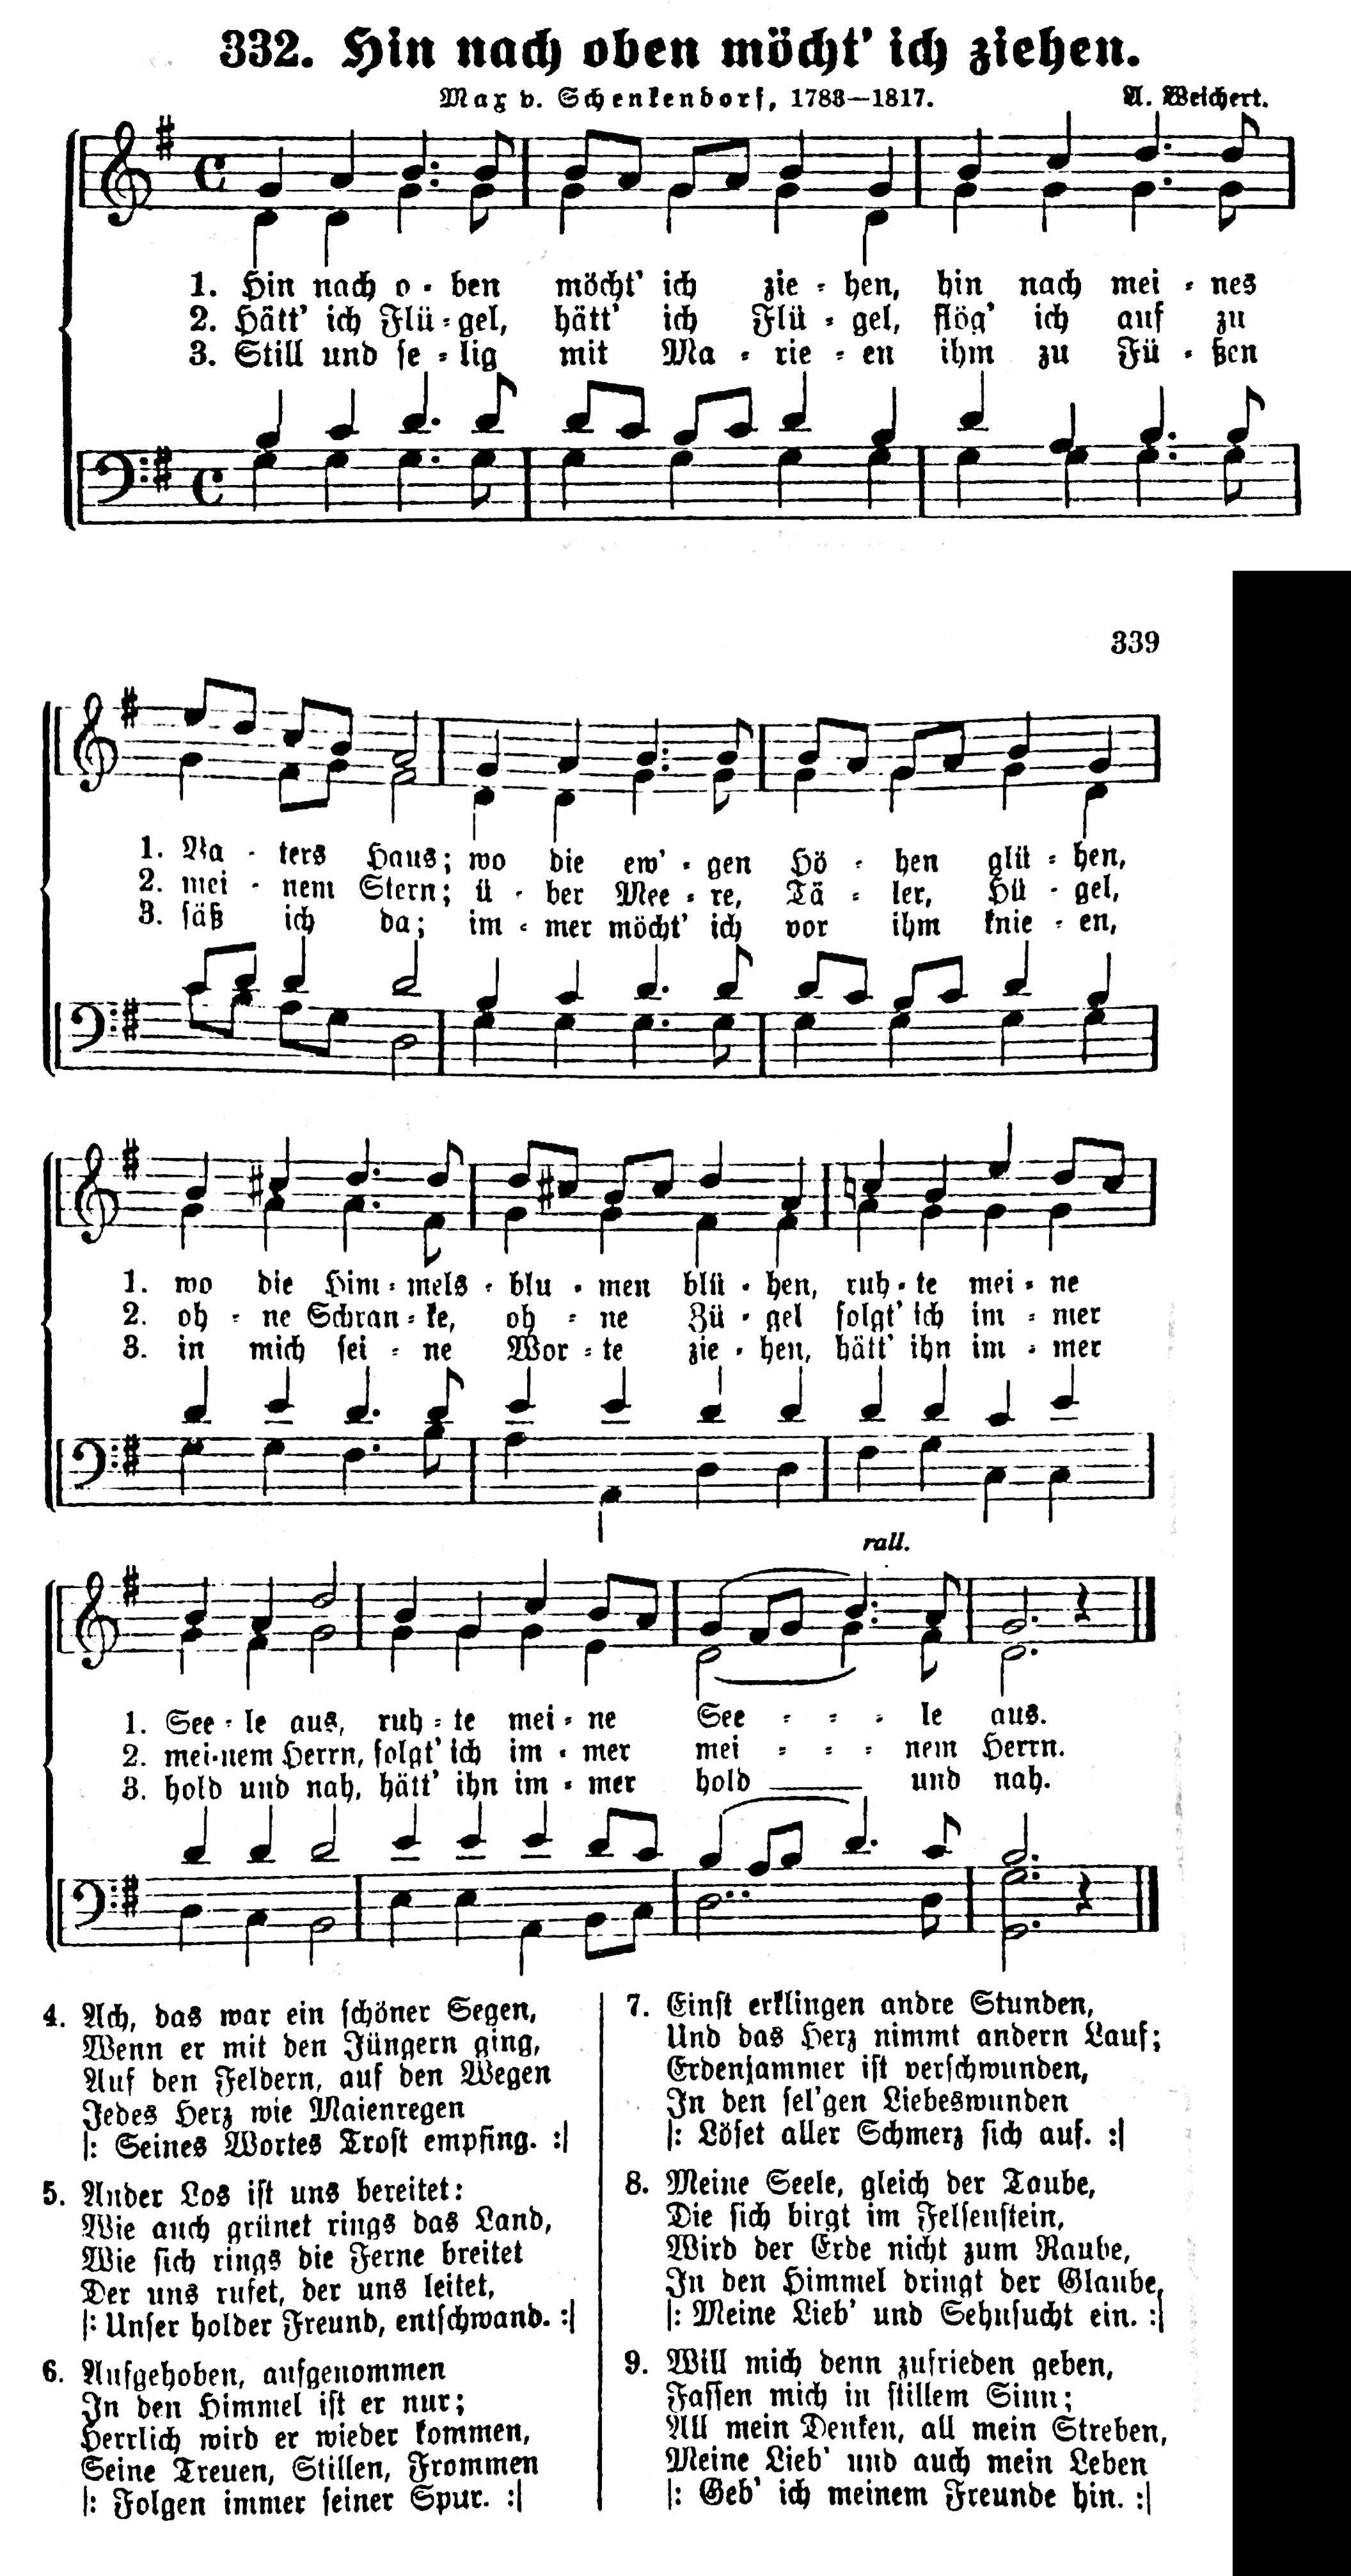 332. Hin nach oben möcht' ich ziehen.
Max v. Schenkendorf, 1783—1817.
A. Weichert.
1. Hin nach o - ben möcht' ich zie - hen, hin nach mei - nes
2. Hätt' ich Flü - gel, hätt' ich Flü - gel, flög' ich auf zu
3. Still und se - lig mit Ma - rie - en ihm zu Fü - ßen
339
1. Va - ters Haus; wo die ew' - gen Hö - hen glü - hen,
2. mei - nem Stern; ü - ber Mee - re, Tä - ler, Hü - gel,
3. säß ich da; im - mer möcht' ich vor ihm knie - en,
1. wo die Him - mels - blu - men blü - hen, ruh - te mei - ne
2. oh - ne Schran - ke, oh - ne Zü - gel folgt' ich im - mer
3. in mich sei - ne Wor - te zie - hen, hätt' ihn im - mer
rall.
1. See - le aus, ruh - te mei - ne See - - - le aus.
2. mei - nem Herrn, folgt' ich im - mer mei - - - nem Herrn.
3. hold und nah, hätt' ihn im - mer hold und nah.
4. Ach, das war ein schöner Segen,
Wenn er mit den Jüngern ging,
Auf den Feldern, auf den Wegen
Jedes Herz wie Maienregen
|: Seines Wortes Trost empfing. :|
5. Ander Los ist uns bereitet:
Wie auch grünet rings das Land,
Wie sich rings die Ferne breitet
Der uns rufet, der uns leitet,
|: Unser holder Freund, entschwand. :|
6. Aufgehoben, aufgenommen
In den Himmel ist er nur;
Herrlich wird er wieder kommen,
Seine Treuen, Stillen, Frommen
|: Folgen immer seiner Spur. :|
7. Einst erklingen andre Stunden,
Und das Herz nimmt andern Lauf;
Erdenjammer ist verschwunden,
In den sel'gen Liebeswunden
|: Löset aller Schmerz sich auf. :|
8. Meine Seele, gleich der Taube,
Die sich birgt im Felsenstein,
Wird der Erde nicht zum Raube,
In den Himmel dringt der Glaube,
|: Meine Lieb' und Sehnsucht ein. :|
9. Will mich denn zufrieden geben,
Fassen mich in stillem Sinn;
All mein Denken, all mein Streben,
Meine Lieb' und auch mein Leben
|: Geb' ich meinem Freunde hin. :|